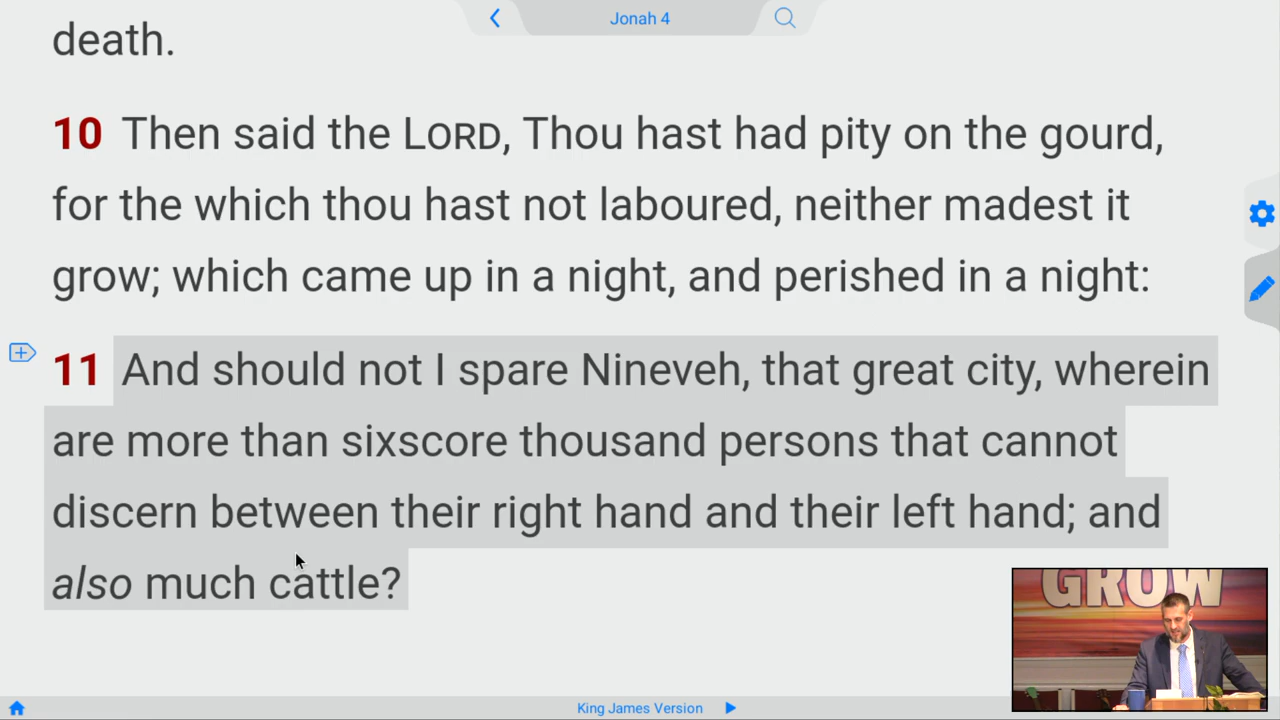 Jonah 4
death.
10 Then said the LORD, Thou hast had pity on the gourd,
for the which thou hast not laboured, neither madest it
grow; which came up in a night, and perished in a night:
11 And should not I spare Nineveh, that great city, wherein
are more than sixscore thousand persons that cannot
discern between their right hand and their left hand; and
also much cattle?
GROW
King James Version